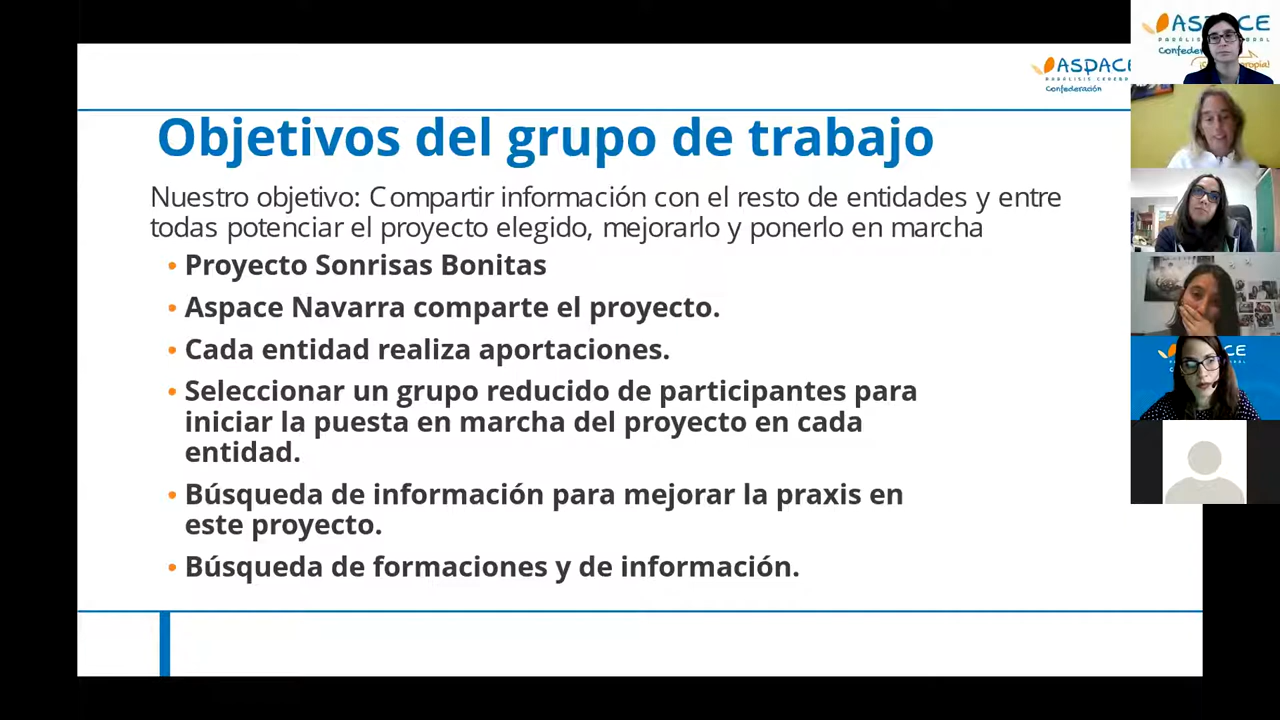 ASPACE
Confederación
Objetivos del grupo de trabajo
Nuestro objetivo: Compartir información con el resto de entidades y entre
todas potenciar el proyecto elegido, mejorarlo y ponerlo en marcha
• Proyecto Sonrisas Bonitas
• Aspace Navarra comparte el proyecto.
• Cada entidad realiza aportaciones.
• Seleccionar un grupo reducido de participantes para
iniciar la puesta en marcha del proyecto en cada
entidad.
• Búsqueda de información para mejorar la praxis en
este proyecto.
• Búsqueda de formaciones y de información.